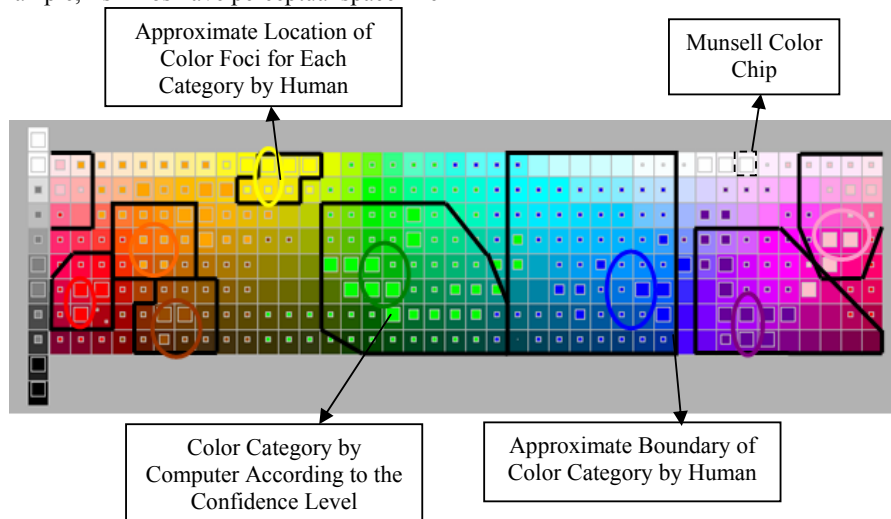 Approximate Location of
Color Foci for Each
Category by Human
Munsell Color
Chip
Color Category by
Computer According to the
Confidence Level
Approximate Boundary of
Color Category by Human